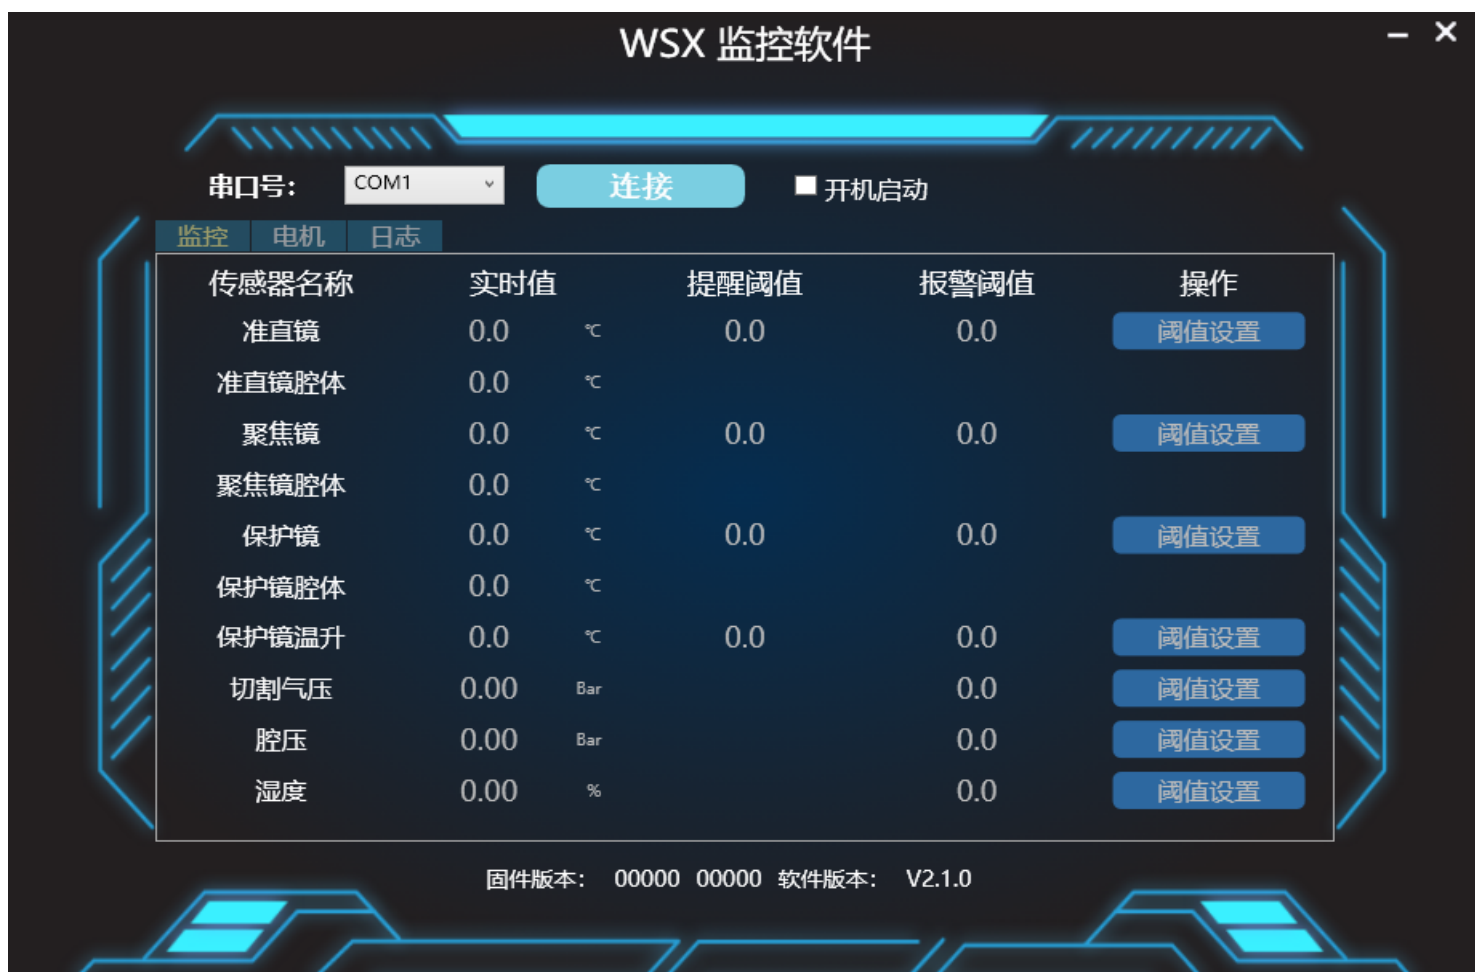 WSX 监控软件
串口号： COM1 连接 开机启动
监控 电机 日志
传感器名称 实时值 提醒阈值 报警阈值 操作
准直镜 0.0 ℃ 0.0 0.0 阈值设置
准直镜腔体 0.0 ℃
聚焦镜 0.0 ℃ 0.0 0.0 阈值设置
聚焦镜腔体 0.0 ℃
保护镜 0.0 ℃ 0.0 0.0 阈值设置
保护镜腔体 0.0 ℃
保护镜温升 0.0 ℃ 0.0 0.0 阈值设置
切割气压 0.00 Bar 0.0 阈值设置
腔压 0.00 Bar 0.0 阈值设置
湿度 0.00 % 0.0 阈值设置
固件版本： 00000 00000 软件版本： V2.1.0